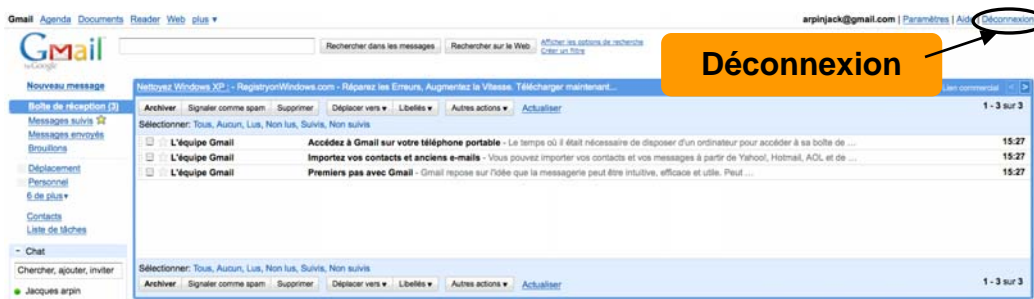 Gmail Agenda Documents Reader Web plus ▼ arpinjack@gmail.com | Paramètres | Aide | Déconnexion
GMail
by Google
Rechercher dans les messages Rechercher sur le Web Afficher les options de recherche
Créer un filtre
Déconnexion
Nouveau message
Nettoyez Windows XP : - RegistryonWindows.com - Réparez les Erreurs, Augmentez la Vitesse. Télécharger maintenant... Lien commercial < >
Boîte de réception (3)
Archiver Signaler comme spam Supprimer Déplacer vers ▼ Libellés ▼ Autres actions ▼ Actualiser 1 - 3 sur 3
Messages suivis
Sélectionner: Tous, Aucun, Lus, Non lus, Suivis, Non suivis
Messages envoyés
Brouillons
L'équipe Gmail Accédez à Gmail sur votre téléphone portable - Le temps où il était nécessaire de disposer d'un ordinateur pour accéder à sa boîte de ... 15:27
L'équipe Gmail Importez vos contacts et anciens e-mails - Vous pouvez importer vos contacts et vos messages à partir de Yahoo!, Hotmail, AOL et de ... 15:27
L'équipe Gmail Premiers pas avec Gmail - Gmail repose sur l'idée que la messagerie peut être intuitive, efficace et utile. Peut ... 15:27
Déplacement
Personnel
6 de plus ▼
Contacts
Liste de tâches
- Chat
Chercher, ajouter, inviter
Sélectionner: Tous, Aucun, Lus, Non lus, Suivis, Non suivis
Archiver Signaler comme spam Supprimer Déplacer vers ▼ Libellés ▼ Autres actions ▼ Actualiser 1 - 3 sur 3
Jacques arpin